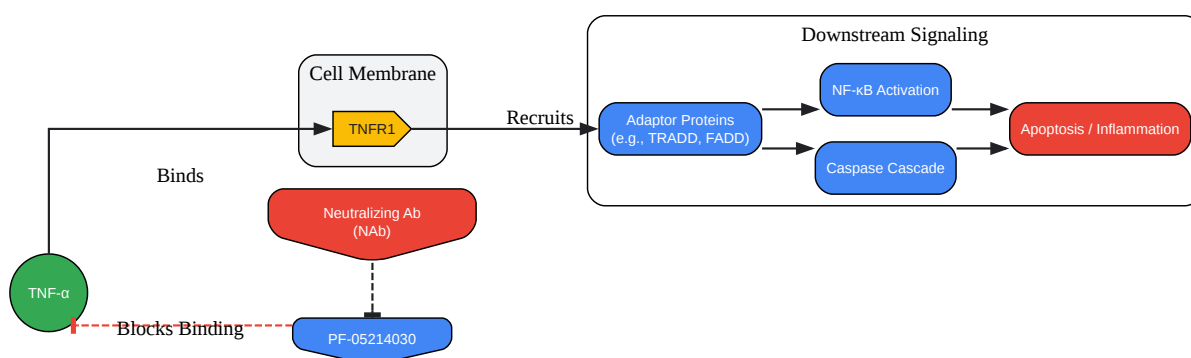 Downstream Signaling
Cell Membrane
NF-κB Activation
TNFR1
Recruits
Adaptor Proteins
(e.g., TRADD, FADD)
Apoptosis / Inflammation
Caspase Cascade
Binds
Neutralizing Ab
(NAb)
TNF-α
Blocks Binding
PF-05214030